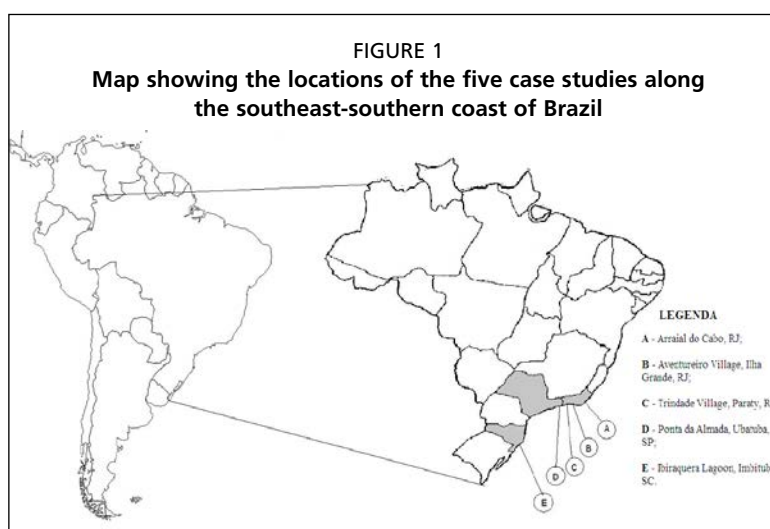 FIGURE 1
Map showing the locations of the five case studies along
the southeast-southern coast of Brazil
LEGENDA
A - Arraial do Cabo, RJ;
B - Aventureiro Village, Ilha
Grande, RJ;
C - Trindade Village, Paraty, R
D - Ponta da Almada, Ubatuba,
SP;
E - Ibiraquera Lagoon, Imbitub
SC.
A
B
C
D
E